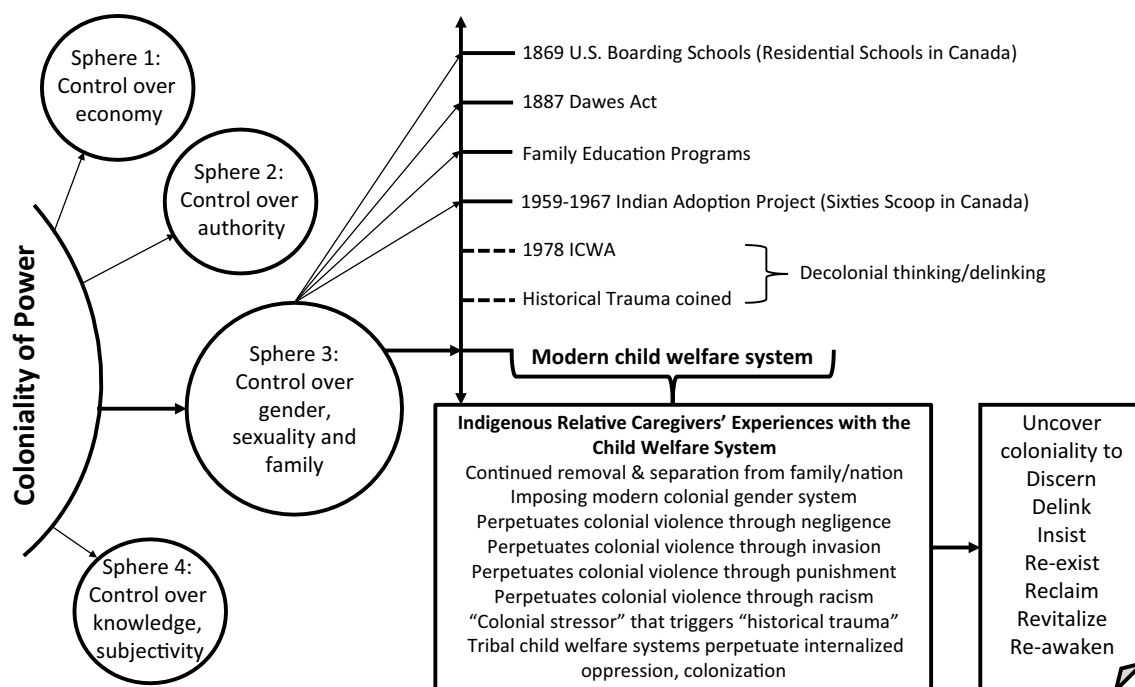 Coloniality of Power
Sphere 1:
Control over
economy
Sphere 2:
Control over
authority
Sphere 3:
Control over
gender,
sexuality and
family
Sphere 4:
Control over
knowledge,
subjectivity
1869 U.S. Boarding Schools (Residential Schools in Canada)
1887 Dawes Act
Family Education Programs
1959-1967 Indian Adoption Project (Sixties Scoop in Canada)
1978 ICWA
Historical Trauma coined
Decolonial thinking/delinking
Modern child welfare system
Indigenous Relative Caregivers’ Experiences with the
Child Welfare System
Continued removal & separation from family/nation
Imposing modern colonial gender system
Perpetuates colonial violence through negligence
Perpetuates colonial violence through invasion
Perpetuates colonial violence through punishment
Perpetuates colonial violence through racism
“Colonial stressor” that triggers “historical trauma”
Tribal child welfare systems perpetuate internalized
oppression, colonization
Uncover
coloniality to
Discern
Delink
Insist
Re-exist
Reclaim
Revitalize
Re-awaken